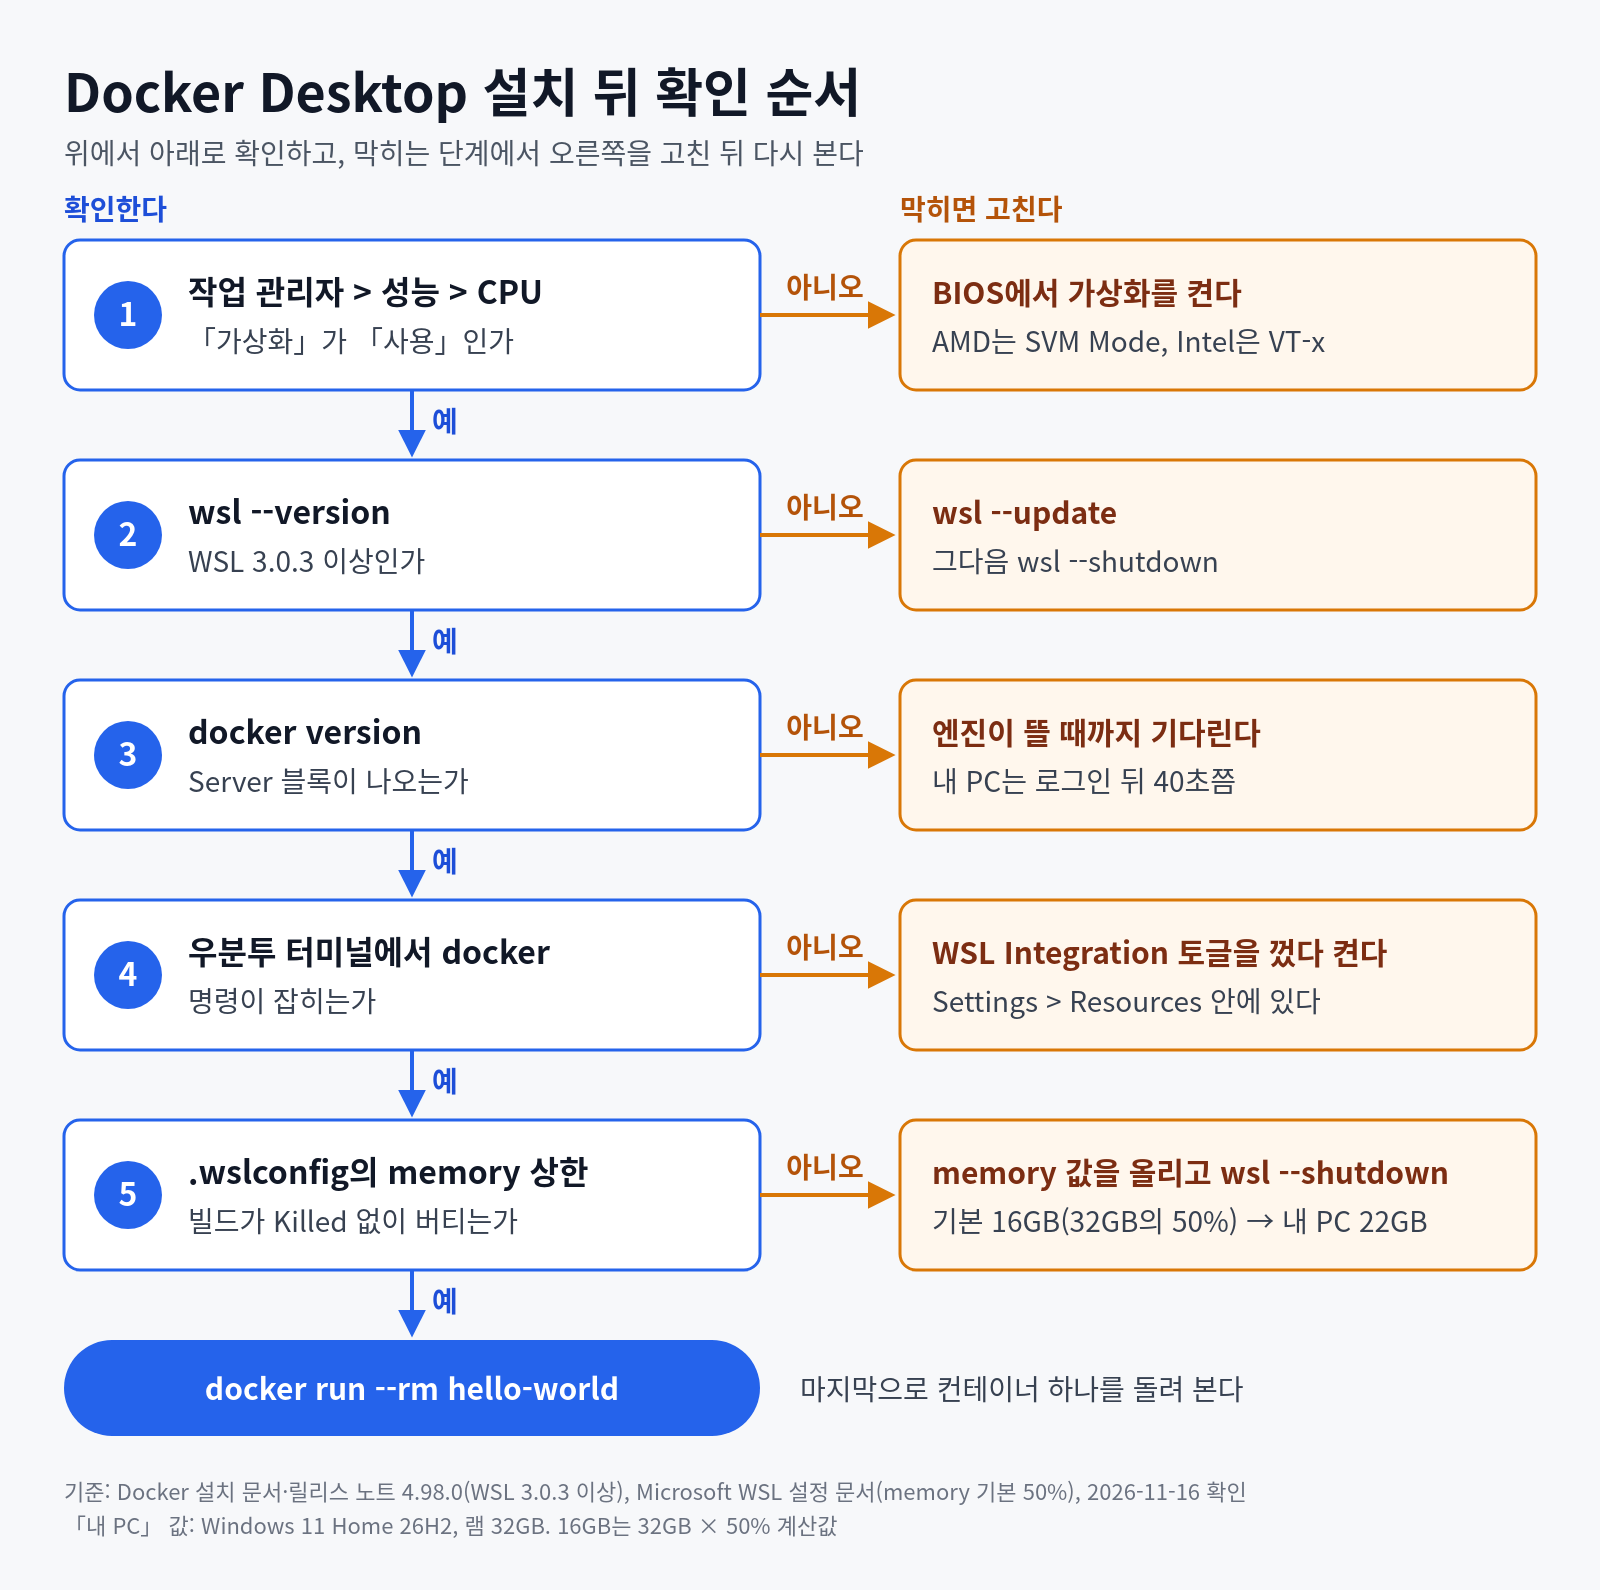 Docker Desktop 설치 뒤 확인 순서
위에서 아래로 확인하고, 막히는 단계에서 오른쪽을 고친 뒤 다시 본다
확인한다
막히면 고친다
1
작업 관리자 > 성능 > CPU
「가상화」가 「사용」인가
아니오
BIOS에서 가상화를 켠다
AMD는 SVM Mode, Intel은 VT-x
예
2
wsl --version
WSL 3.0.3 이상인가
아니오
wsl --update
그다음 wsl --shutdown
예
3
docker version
Server 블록이 나오는가
아니오
엔진이 뜰 때까지 기다린다
내 PC는 로그인 뒤 40초쯤
예
4
우분투 터미널에서 docker
명령이 잡히는가
아니오
WSL Integration 토글을 껐다 켠다
Settings > Resources 안에 있다
예
5
.wslconfig의 memory 상한
빌드가 Killed 없이 버티는가
아니오
memory 값을 올리고 wsl --shutdown
기본 16GB(32GB의 50%) → 내 PC 22GB
예
docker run --rm hello-world
마지막으로 컨테이너 하나를 돌려 본다
기준: Docker 설치 문서·릴리스 노트 4.98.0(WSL 3.0.3 이상), Microsoft WSL 설정 문서(memory 기본 50%), 2026-11-16 확인
「내 PC」 값: Windows 11 Home 26H2, 램 32GB. 16GB는 32GB × 50% 계산값